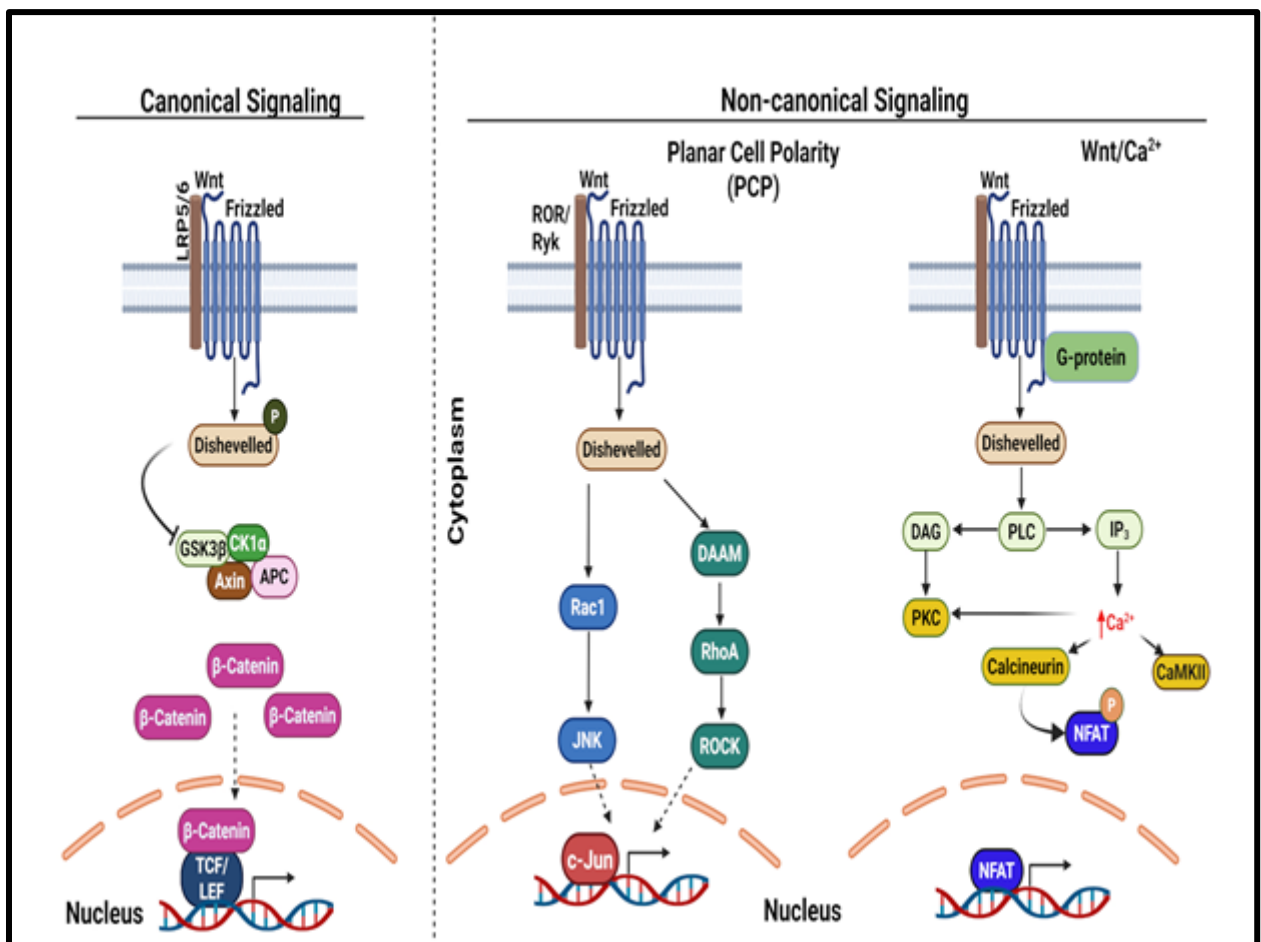 Canonical Signaling
LRP5/6
Wnt
Frizzled
Dishevelled
P
GSK3β
CK1α
Axin
APC
β-Catenin
β-Catenin
β-Catenin
β-Catenin
TCF/
LEF
Nucleus
Cytoplasm
Non-canonical Signaling
Planar Cell Polarity
(PCP)
ROR/
Ryk
Wnt
Frizzled
Dishevelled
Rac1
JNK
DAAM
RhoA
ROCK
c-Jun
Nucleus
Wnt/Ca²⁺
Wnt
Frizzled
G-protein
Dishevelled
DAG
PLC
IP₃
PKC
↑Ca²⁺
Calcineurin
CaMKII
P
NFAT
NFAT